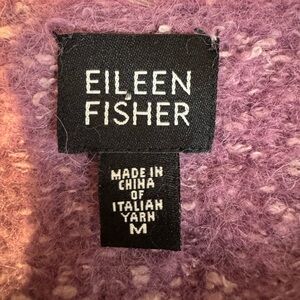 EILEEN
FISHER
MADE IN
CHINA
OF
ITALIAN
YARN
M